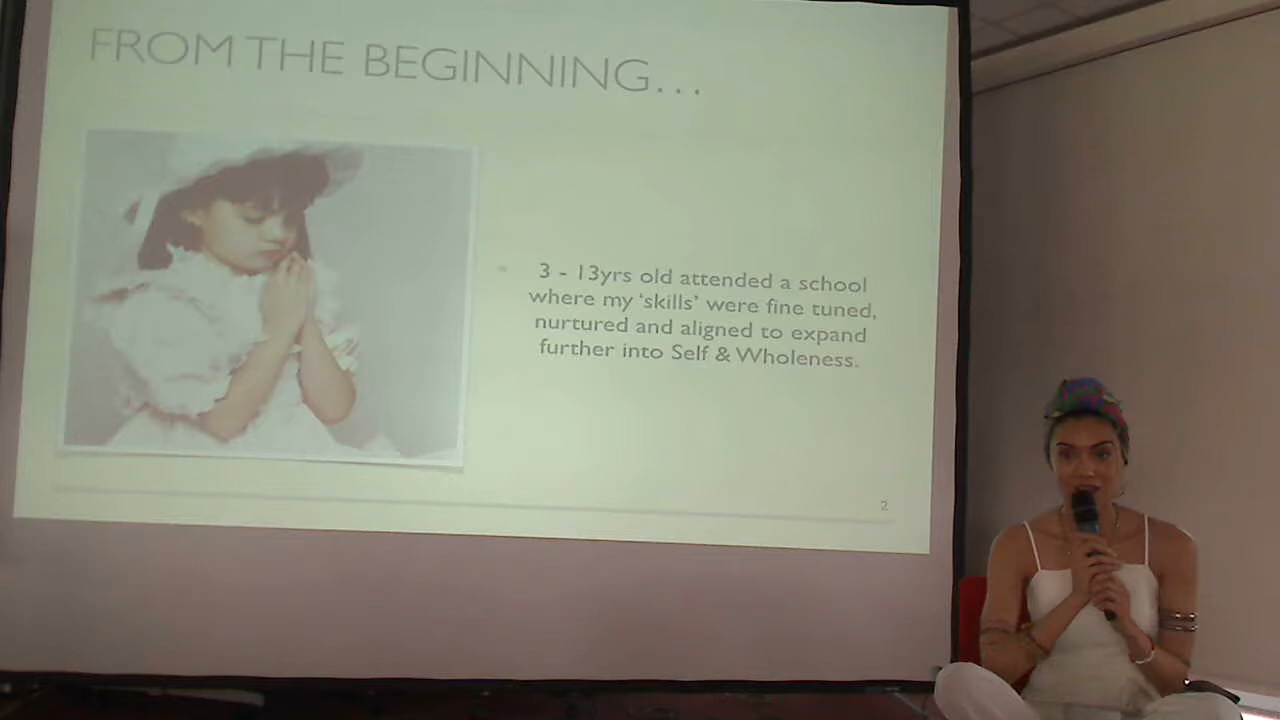 FROM THE BEGINNING...
3 - 13yrs old attended a school
where my 'skills' were fine tuned,
nurtured and aligned to expand
further into Self & Wholeness.
2